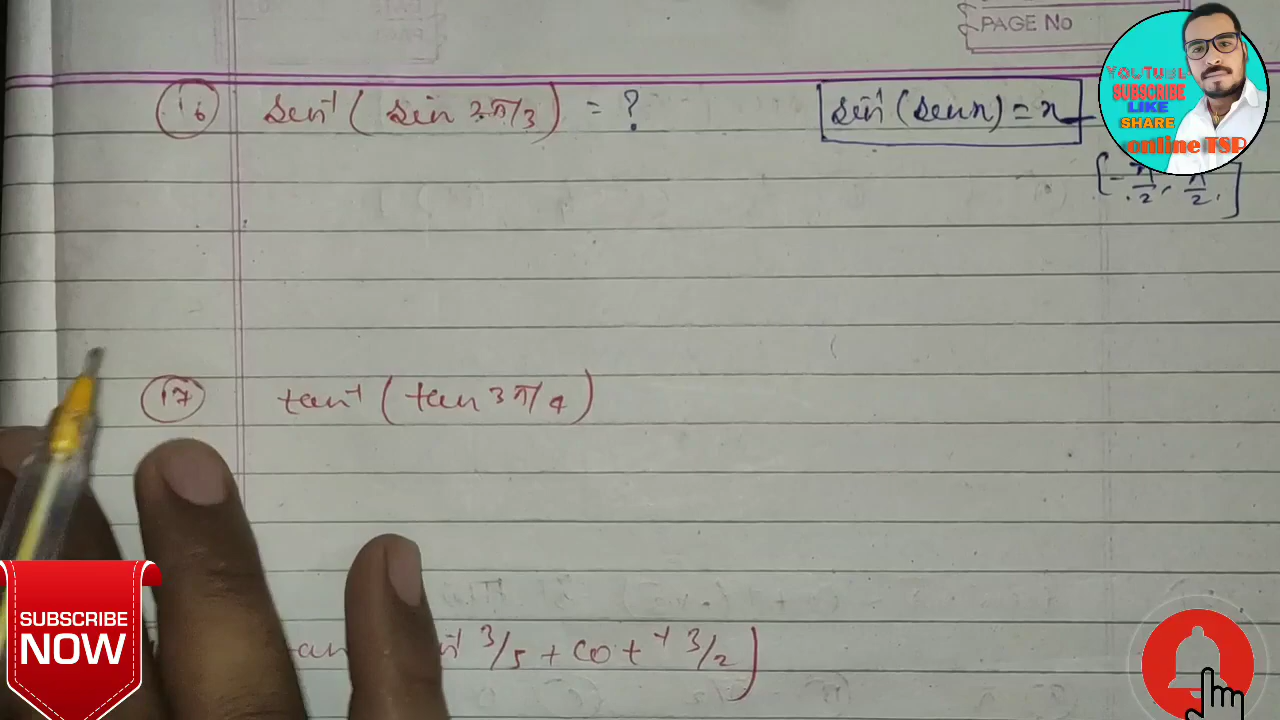 PAGE No
YOUTUBE
SUBSCRIBE
LIKE
SHARE
online TSP
(16) sin⁻¹ ( sin 2π/3 ) = ?
sin⁻¹ (sin x) = x
[-π/2, π/2]
(17) tan⁻¹ ( tan 3π/4 )
3/5 + cot⁻¹ 3/2 )
SUBSCRIBE
NOW